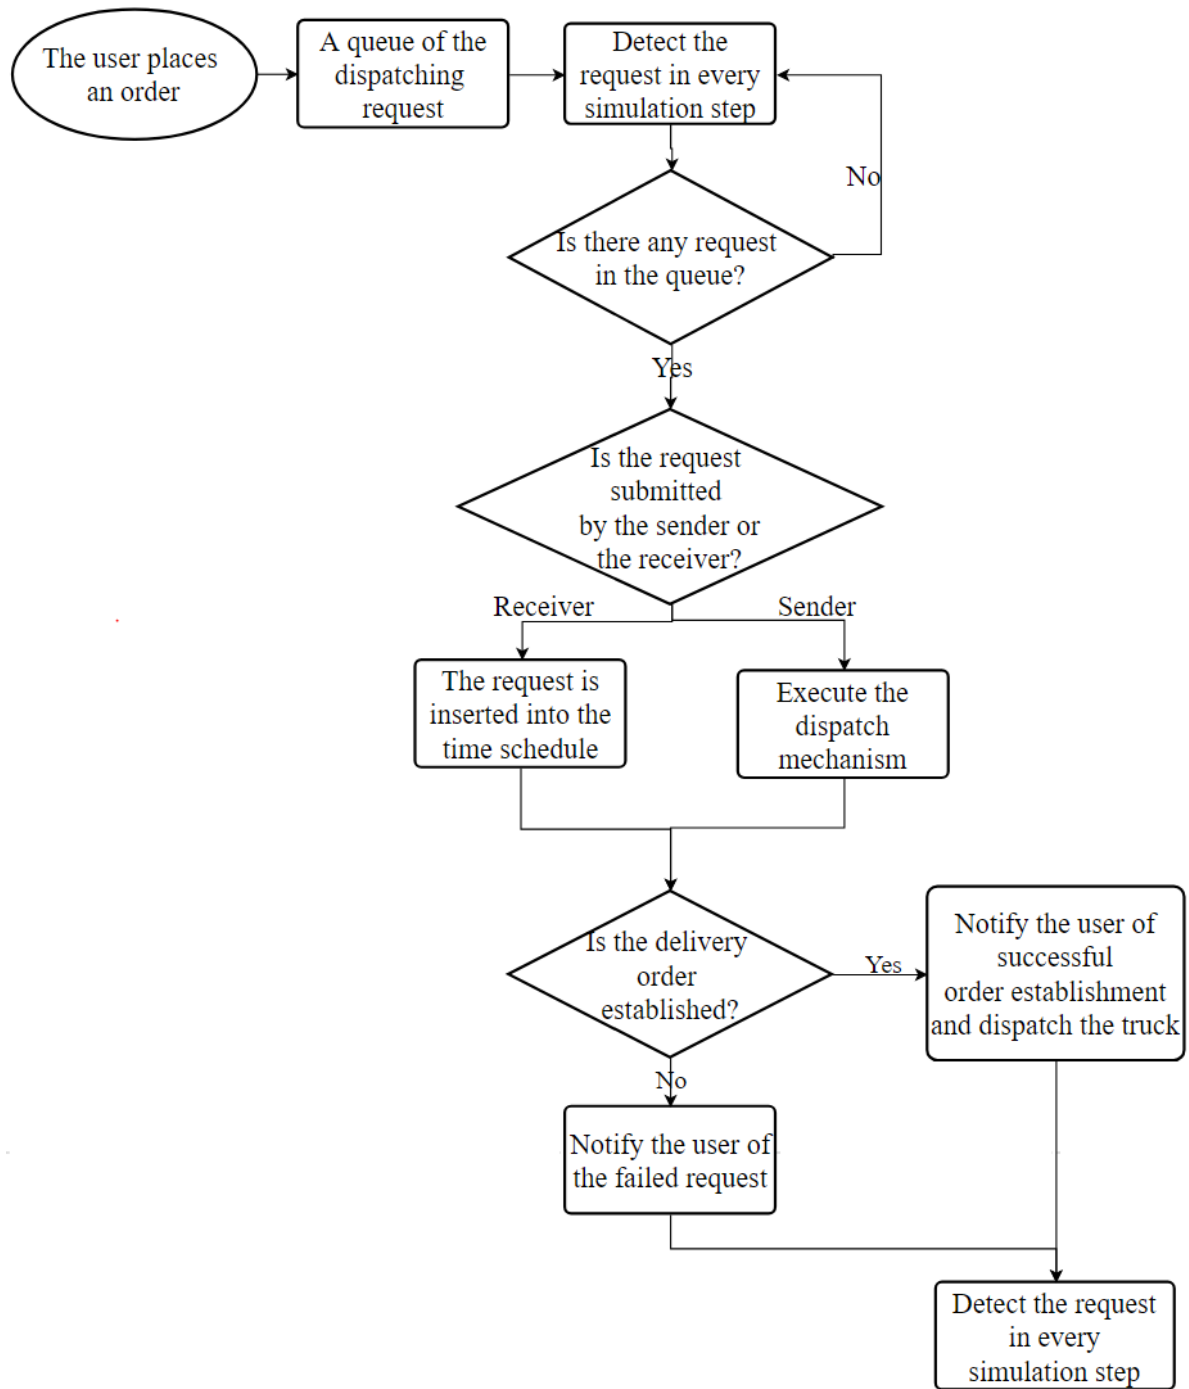 The user places
an order
A queue of the
dispatching
request
Detect the
request in every
simulation step
No
Is there any request
in the queue?
Yes
Is the request
submitted
by the sender or
the receiver?
Receiver
Sender
The request is
inserted into the
time schedule
Execute the
dispatch
mechanism
Is the delivery
order
established?
Yes
Notify the user of
successful
order establishment
and dispatch the truck
No
Notify the user of
the failed request
Detect the request
in every
simulation step